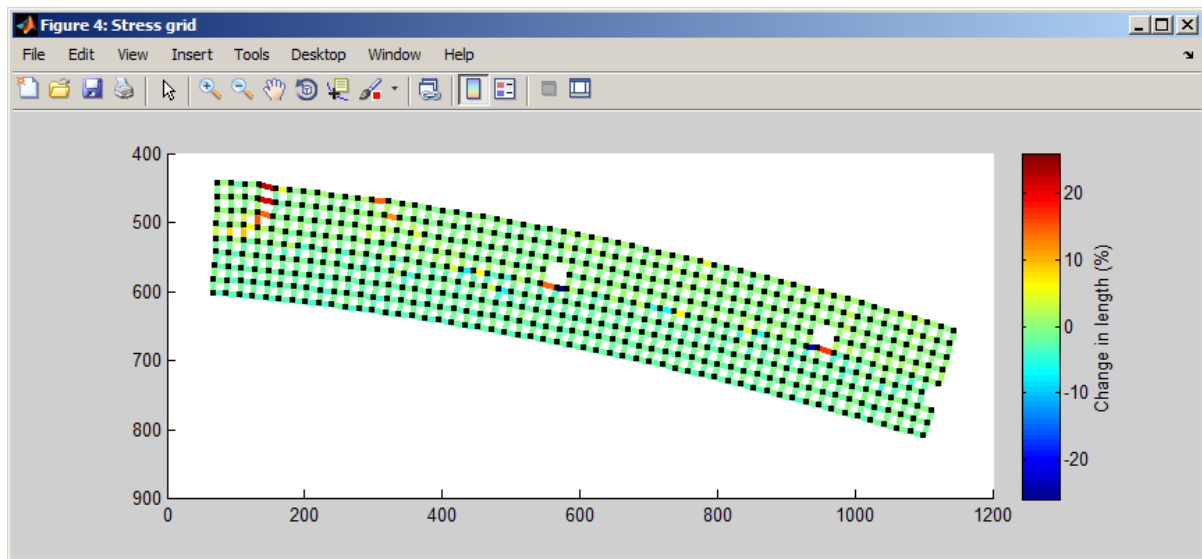 Figure 4: Stress grid
File Edit View Insert Tools Desktop Window Help
400
500
600
700
800
900
0 200 400 600 800 1000 1200
20
10
0
-10
-20
Change in length (%)